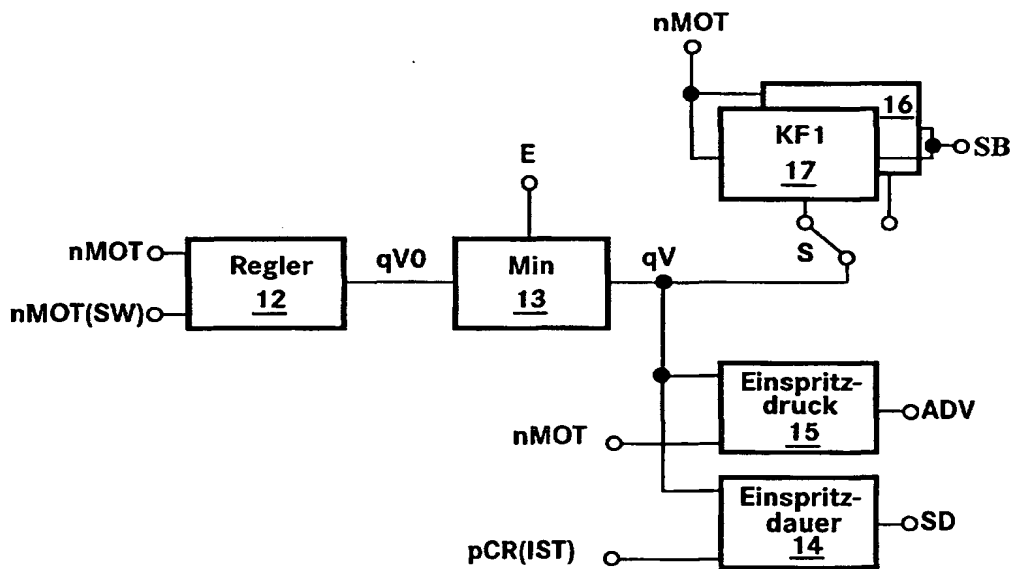 nMOT
16
KF1
17
SB
E
nMOT
Regler
12
qV0
Min
13
qV
S
nMOT(SW)
Einspritz-
druck
15
ADV
nMOT
Einspritz-
dauer
14
SD
pCR(IST)